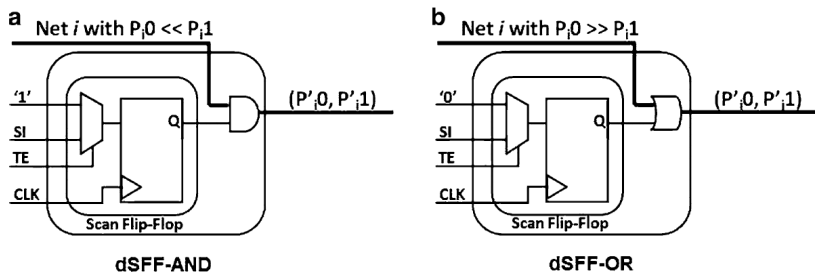 a
Net i with Pi0 << Pi1
'1'
SI
TE
CLK
Q
(P'i0, P'i1)
Scan Flip-Flop
dSFF-AND
b
Net i with Pi0 >> Pi1
'0'
SI
TE
CLK
Q
(P'i0, P'i1)
Scan Flip-Flop
dSFF-OR